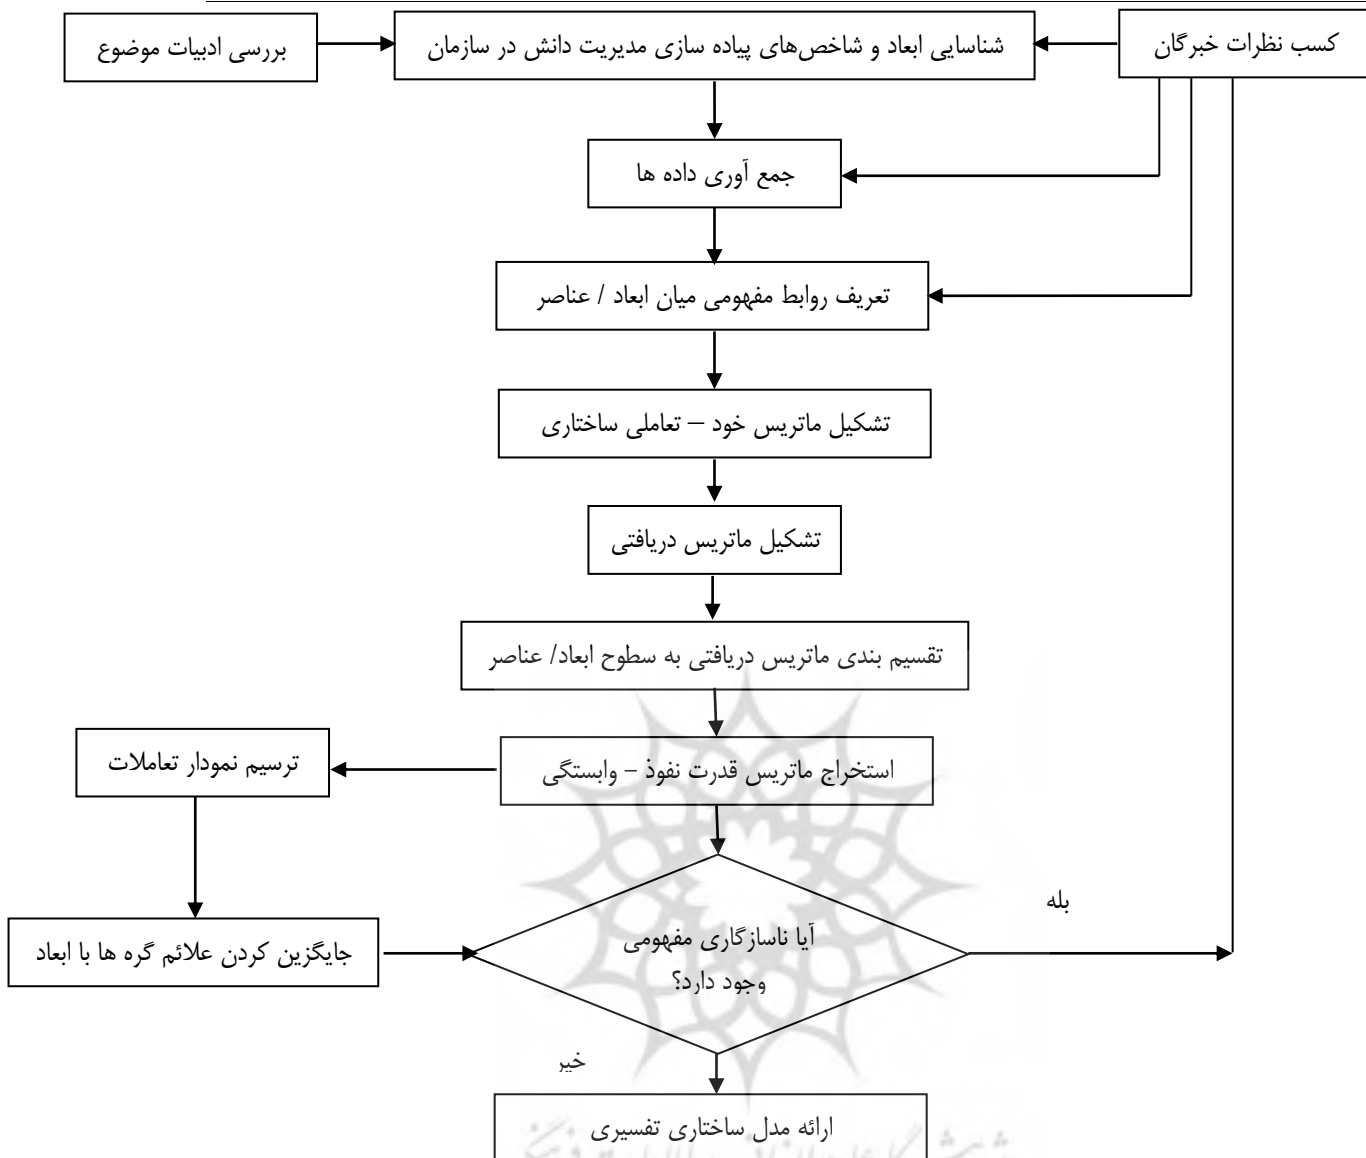 کسب نظرات خبرگان
شناسایی ابعاد و شاخص‌های پیاده سازی مدیریت دانش در سازمان
بررسی ادبیات موضوع
جمع آوری داده ها
تعریف روابط مفهومی میان ابعاد / عناصر
تشکیل ماتریس خود – تعاملی ساختاری
تشکیل ماتریس دریافتی
تقسیم بندی ماتریس دریافتی به سطوح ابعاد/ عناصر
استخراج ماتریس قدرت نفوذ – وابستگی
ترسیم نمودار تعاملات
جایگزین کردن علائم گره ها با ابعاد
آیا ناسازگاری مفهومی
وجود دارد؟
بله
خیر
ارائه مدل ساختاری تفسیری